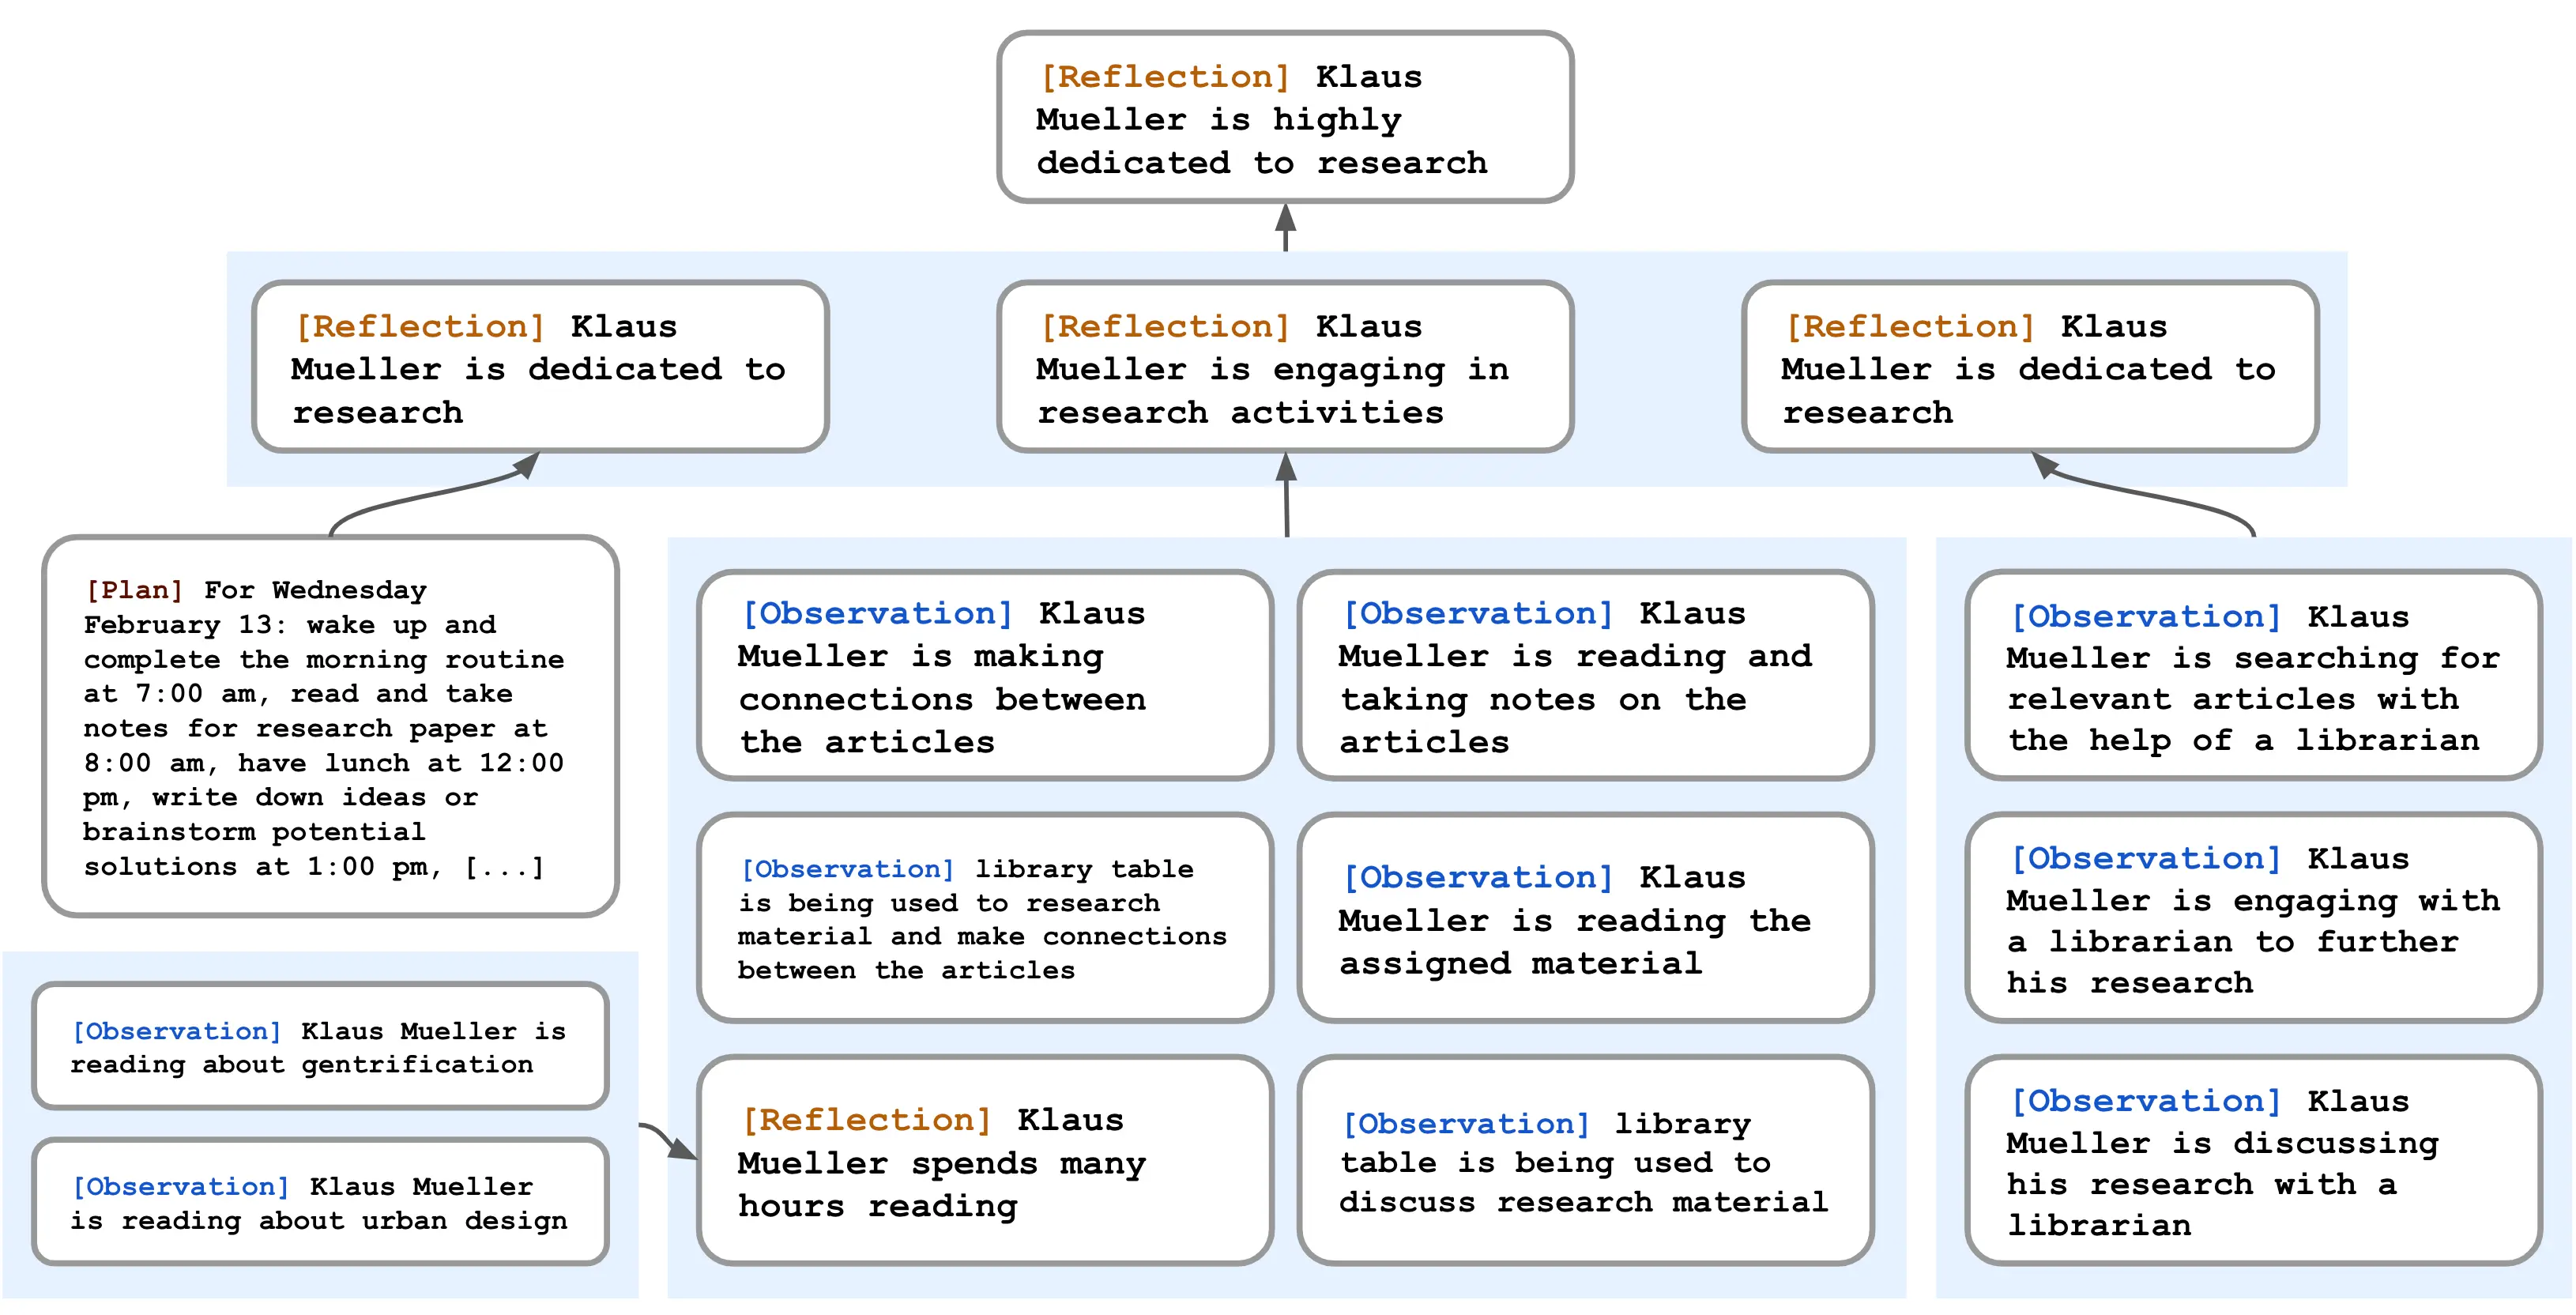 [Reflection] Klaus
Mueller is highly
dedicated to research
[Reflection] Klaus
Mueller is dedicated to
research
[Reflection] Klaus
Mueller is engaging in
research activities
[Reflection] Klaus
Mueller is dedicated to
research
[Plan] For Wednesday
February 13: wake up and
complete the morning routine
at 7:00 am, read and take
notes for research paper at
8:00 am, have lunch at 12:00
pm, write down ideas or
brainstorm potential
solutions at 1:00 pm, [...]
[Observation] Klaus Mueller is
reading about gentrification
[Observation] Klaus Mueller
is reading about urban design
[Observation] Klaus
Mueller is making
connections between
the articles
[Observation] Klaus
Mueller is reading and
taking notes on the
articles
[Observation] library table
is being used to research
material and make connections
between the articles
[Observation] Klaus
Mueller is reading the
assigned material
[Reflection] Klaus
Mueller spends many
hours reading
[Observation] library
table is being used to
discuss research material
[Observation] Klaus
Mueller is searching for
relevant articles with
the help of a librarian
[Observation] Klaus
Mueller is engaging with
a librarian to further
his research
[Observation] Klaus
Mueller is discussing
his research with a
librarian